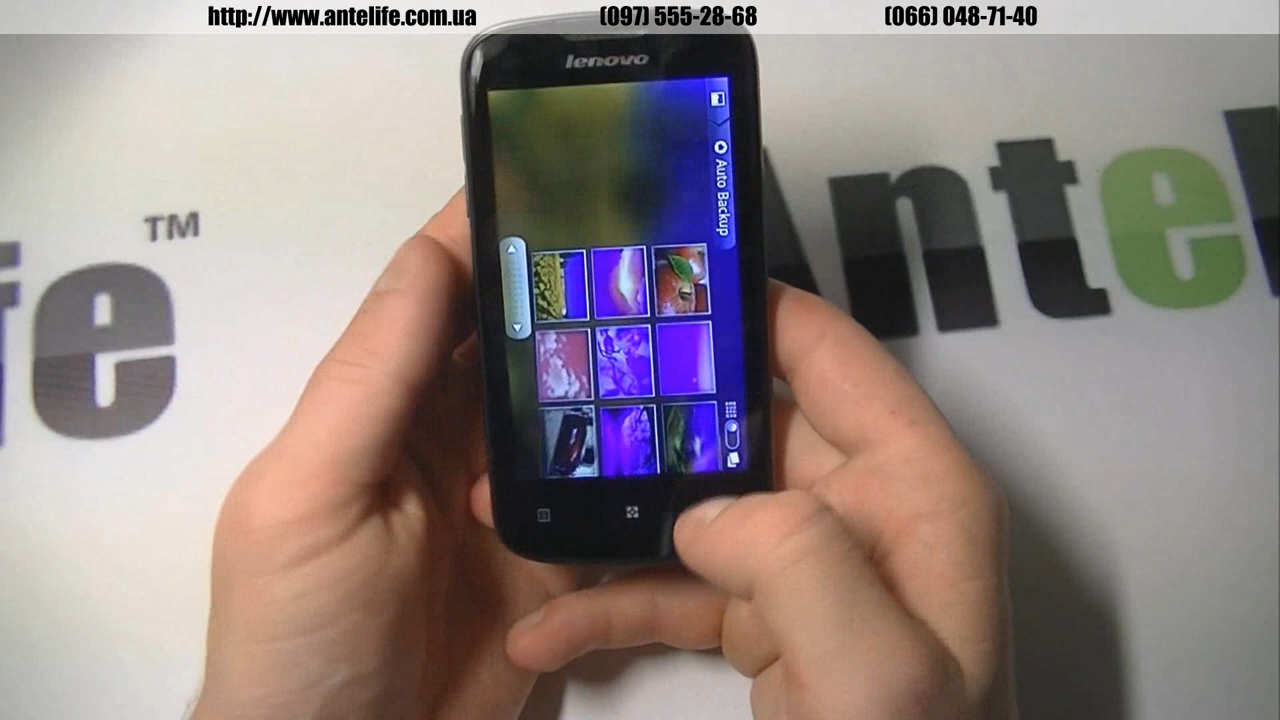 http://www.antelife.com.ua (097) 555-28-68 (066) 048-71-40
lenovo
Auto Backup
fe TM
Ante